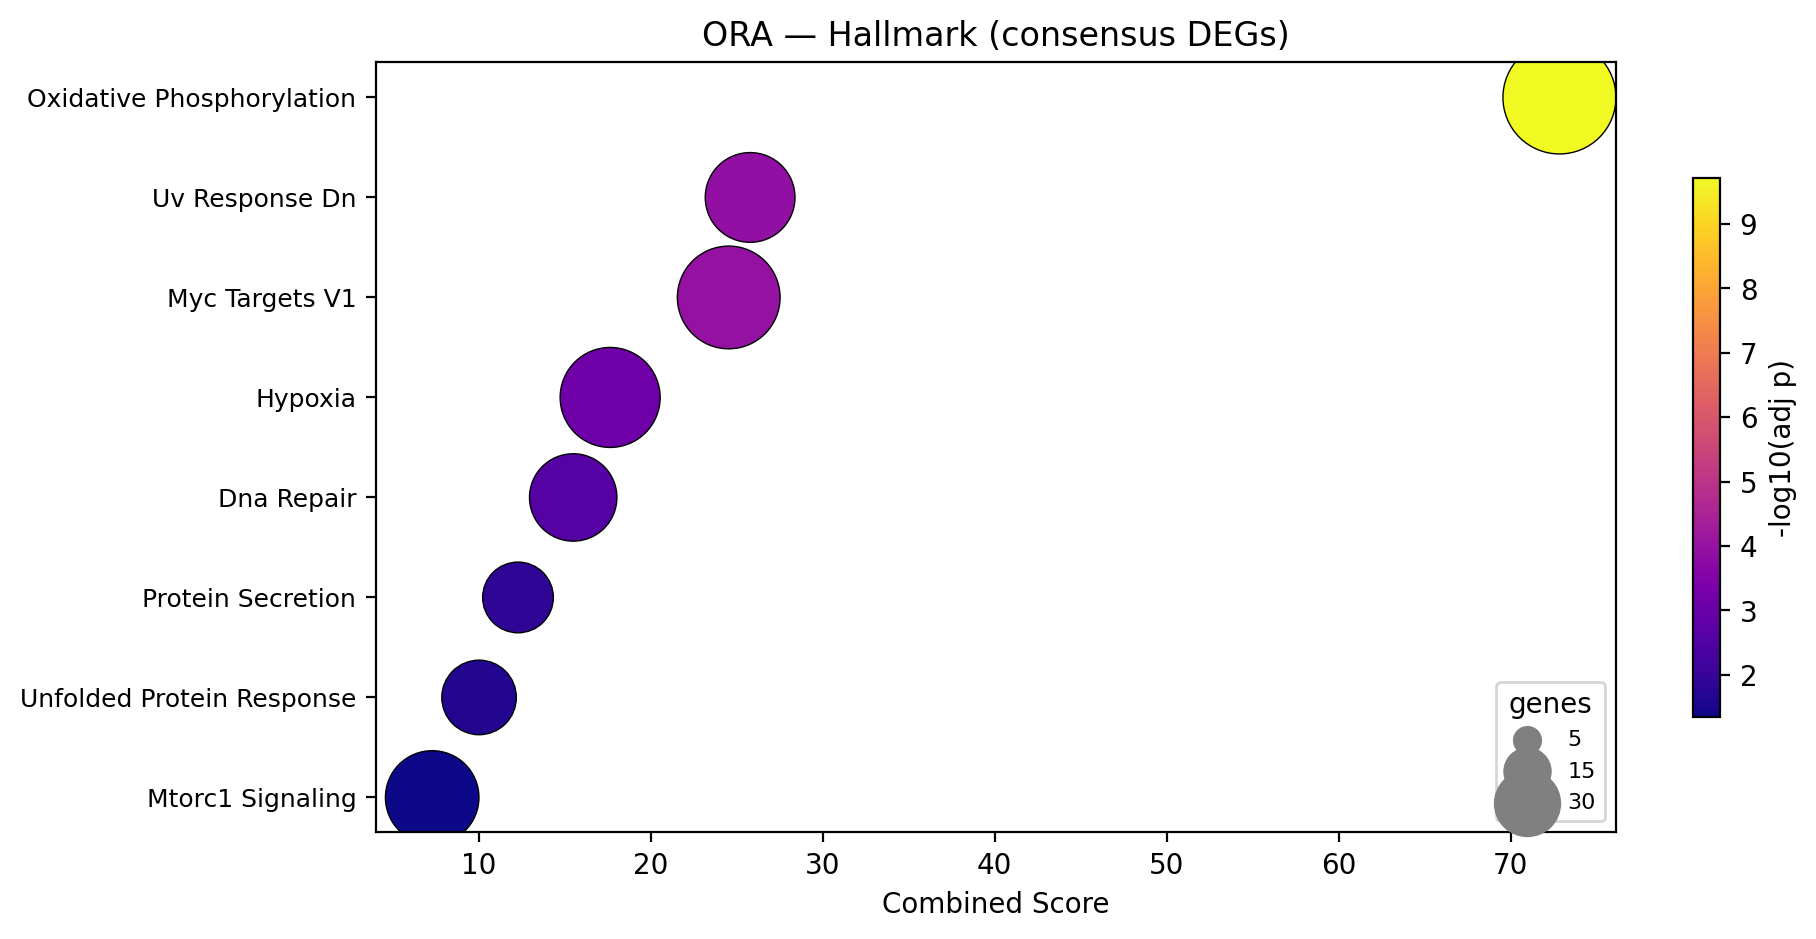 ORA — Hallmark (consensus DEGs)
Oxidative Phosphorylation
Uv Response Dn
Myc Targets V1
Hypoxia
Dna Repair
Protein Secretion
Unfolded Protein Response
Mtorc1 Signaling
10 20 30 40 50 60 70
Combined Score
genes
5
15
30
9
8
7
6
5
4
3
2
-log10(adj p)